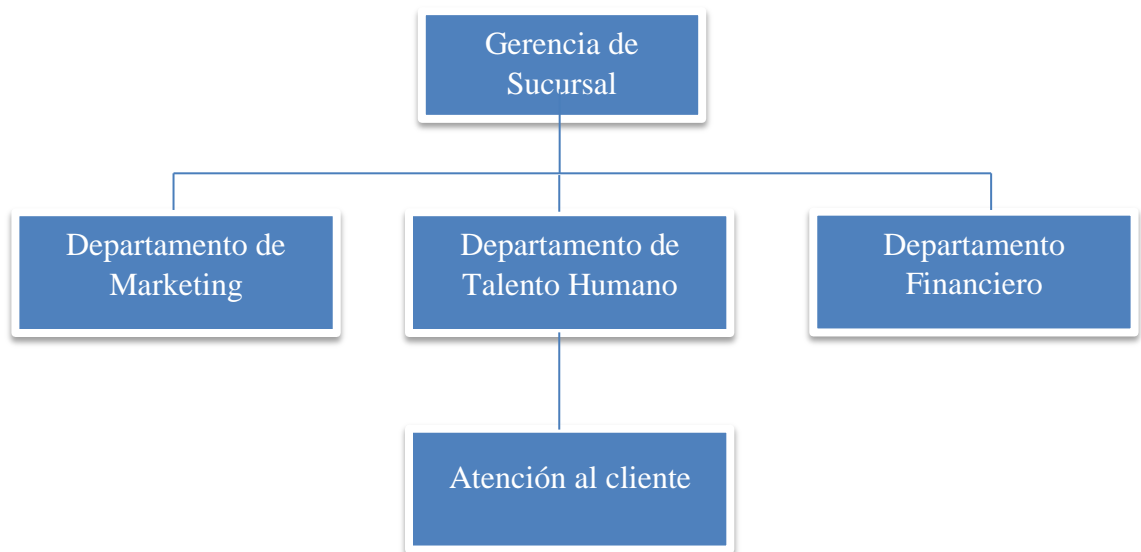 Gerencia de
Sucursal
Departamento de
Marketing
Departamento de
Talento Humano
Departamento
Financiero
Atención al cliente